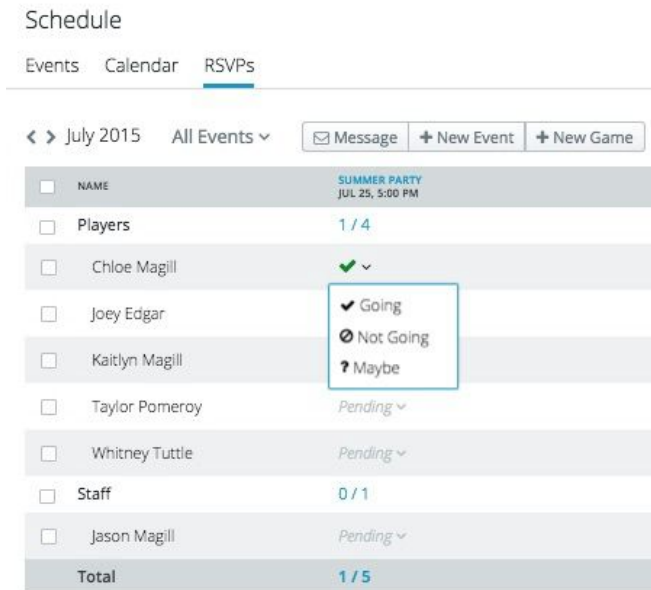 Schedule
Events Calendar RSVPs
July 2015 All Events Message + New Event + New Game
NAME SUMMER PARTY
JUL 25, 5:00 PM
Players 1 / 4
Chloe Magill
Joey Edgar
Going
Not Going
Kaitlyn Magill
? Maybe
Taylor Pomeroy Pending
Whitney Tuttle Pending
Staff 0 / 1
Jason Magill Pending
Total 1 / 5